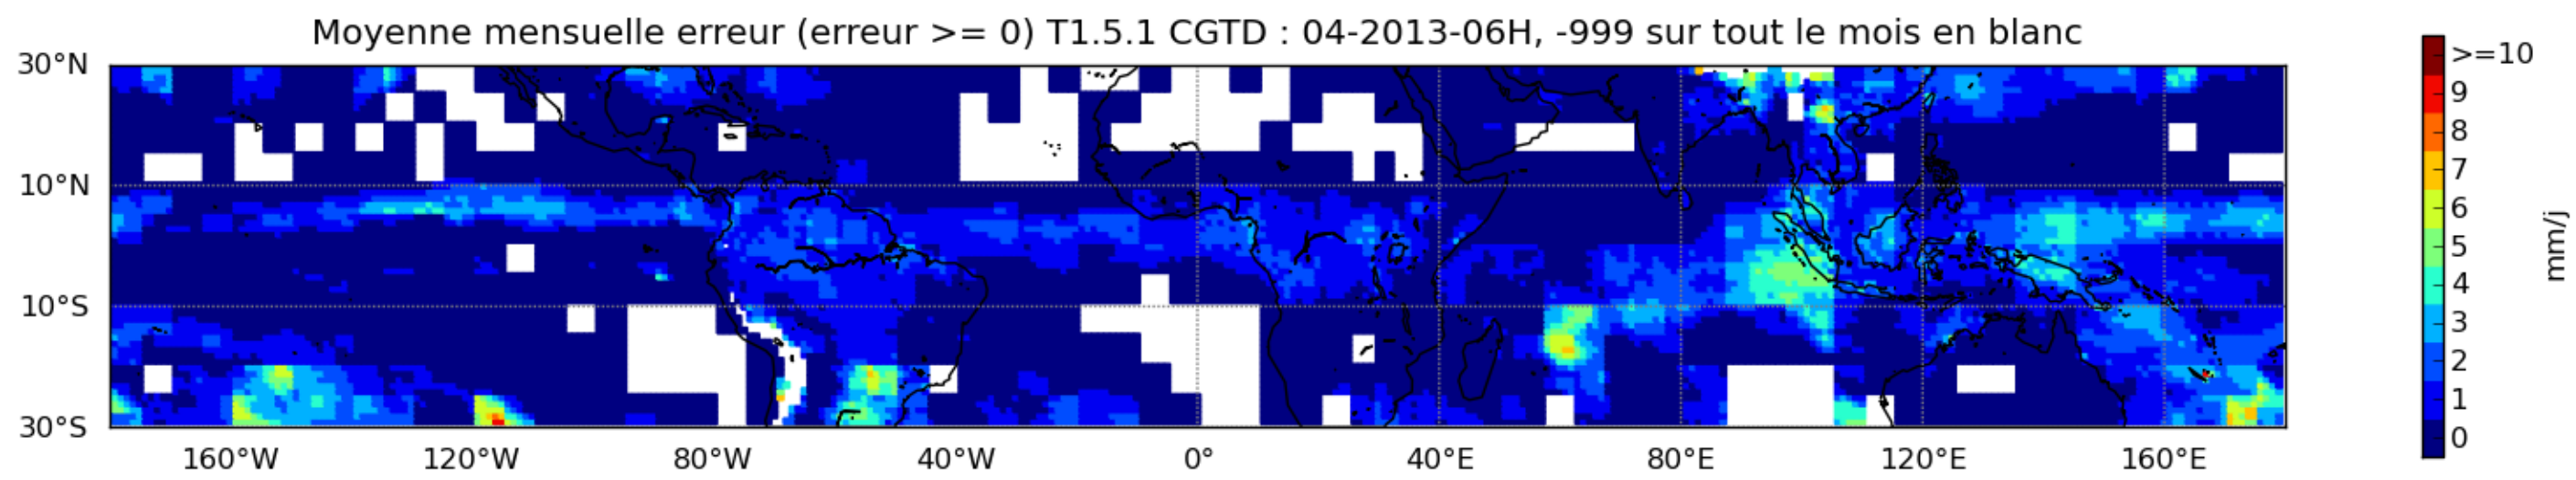 Moyenne mensuelle erreur (erreur >= 0) T1.5.1 CGTD : 04-2013-06H, -999 sur tout le mois en blanc
30°N
10°N
10°S
30°S
160°W 120°W 80°W 40°W 0° 40°E 80°E 120°E 160°E
>=10
9
8
7
6
5
4
3
2
1
0
mm/j